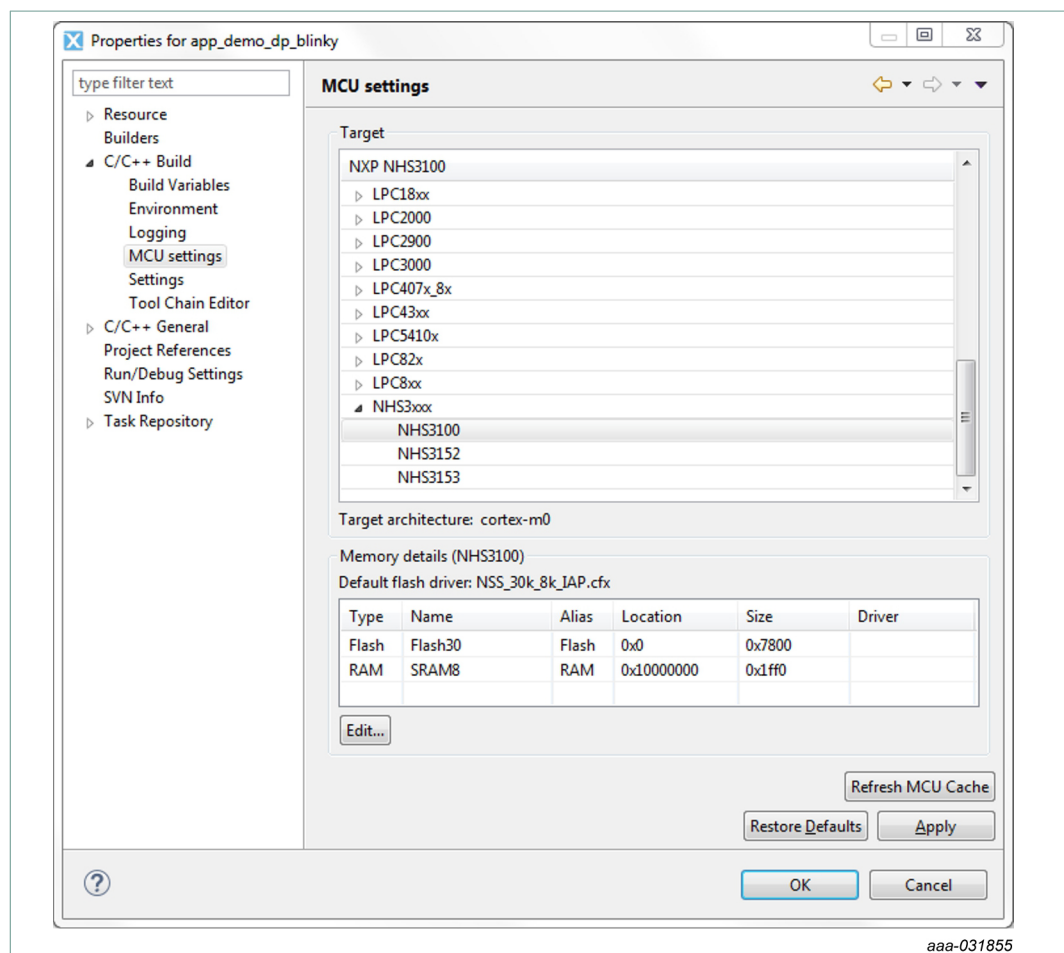 Properties for app_demo_dp_blinky
type filter text
Resource
Builders
C/C++ Build
Build Variables
Environment
Logging
MCU settings
Settings
Tool Chain Editor
C/C++ General
Project References
Run/Debug Settings
SVN Info
Task Repository
MCU settings
Target
NXP NHS3100
LPC18xx
LPC2000
LPC2900
LPC3000
LPC407x_8x
LPC43xx
LPC5410x
LPC82x
LPC8xx
NHS3xxx
NHS3100
NHS3152
NHS3153
Target architecture: cortex-m0
Memory details (NHS3100)
Default flash driver: NSS_30k_8k_IAP.cfx
Type Name Alias Location Size Driver
Flash Flash30 Flash 0x0 0x7800
RAM SRAM8 RAM 0x10000000 0x1ff0
Edit...
Refresh MCU Cache
Restore Defaults Apply
? OK Cancel
aaa-031855